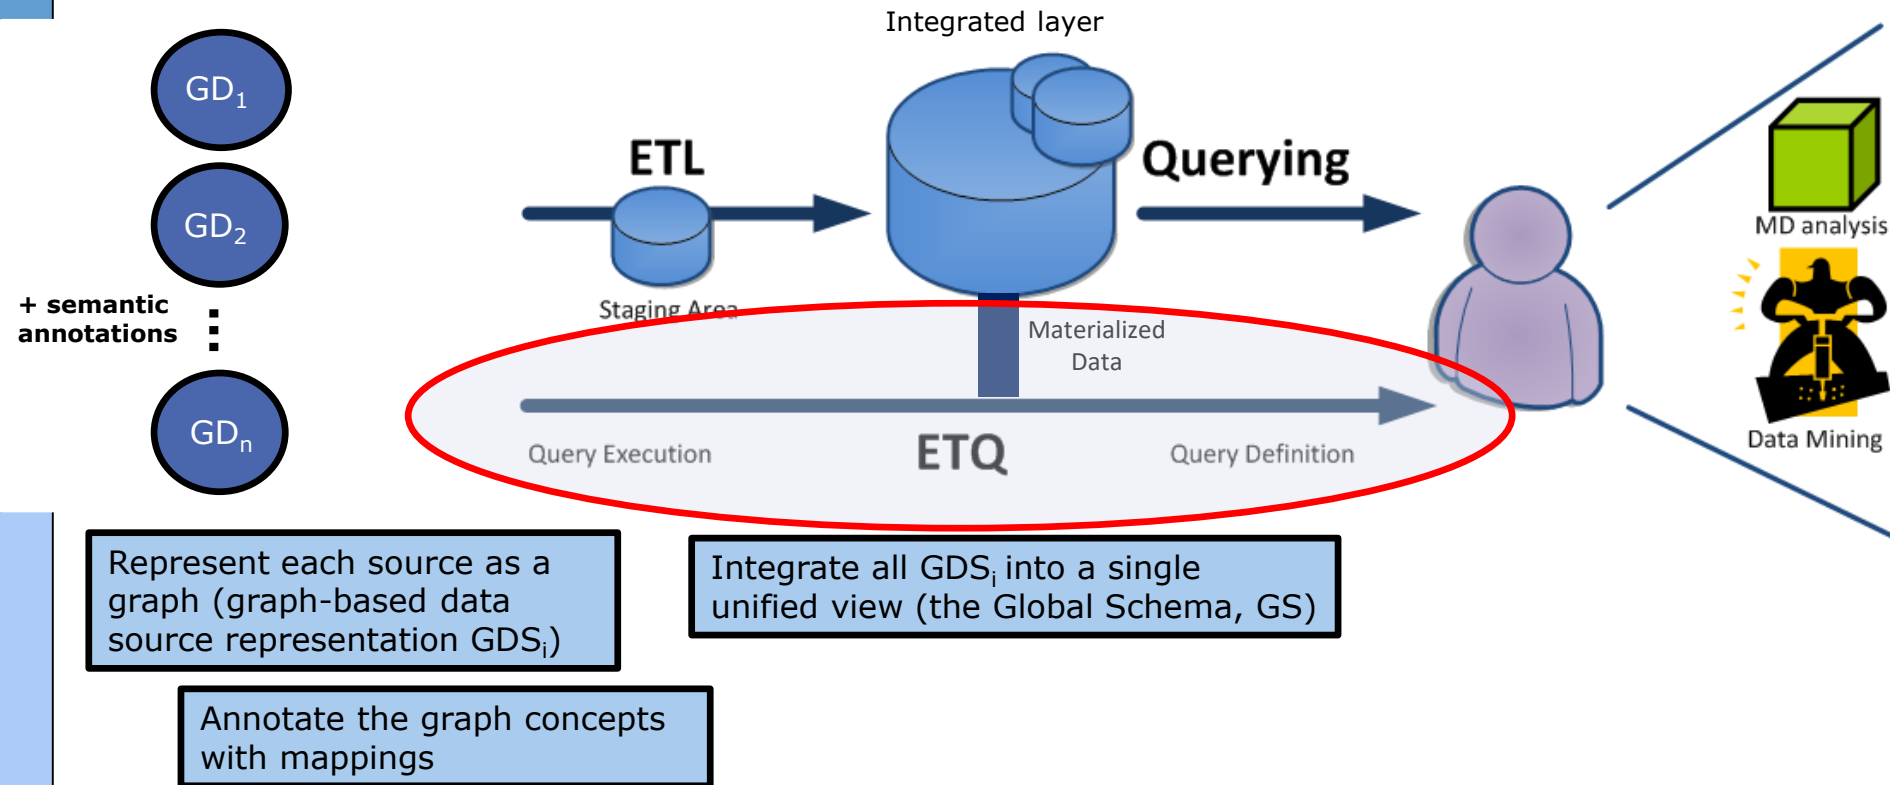 Integrated layer
GD1
ETL
Querying
GD2
MD analysis
+ semantic
annotations
⋮
Staging Area
Materialized
Data
GDn
Query Execution
ETQ
Query Definition
Data Mining
Represent each source as a
graph (graph-based data
source representation GDSi)
Integrate all GDSi into a single
unified view (the Global Schema, GS)
Annotate the graph concepts
with mappings